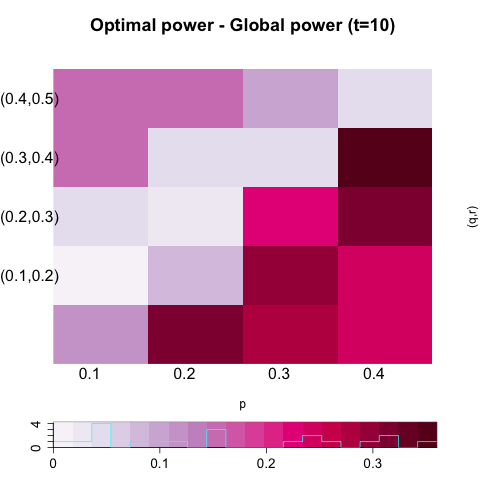 Optimal power - Global power (t=10)
(0.4,0.5)
(0.3,0.4)
(0.2,0.3)
(0.1,0.2)
(r,b)
0.1 0.2 0.3 0.4
p
0 4
0 0.1 0.2 0.3